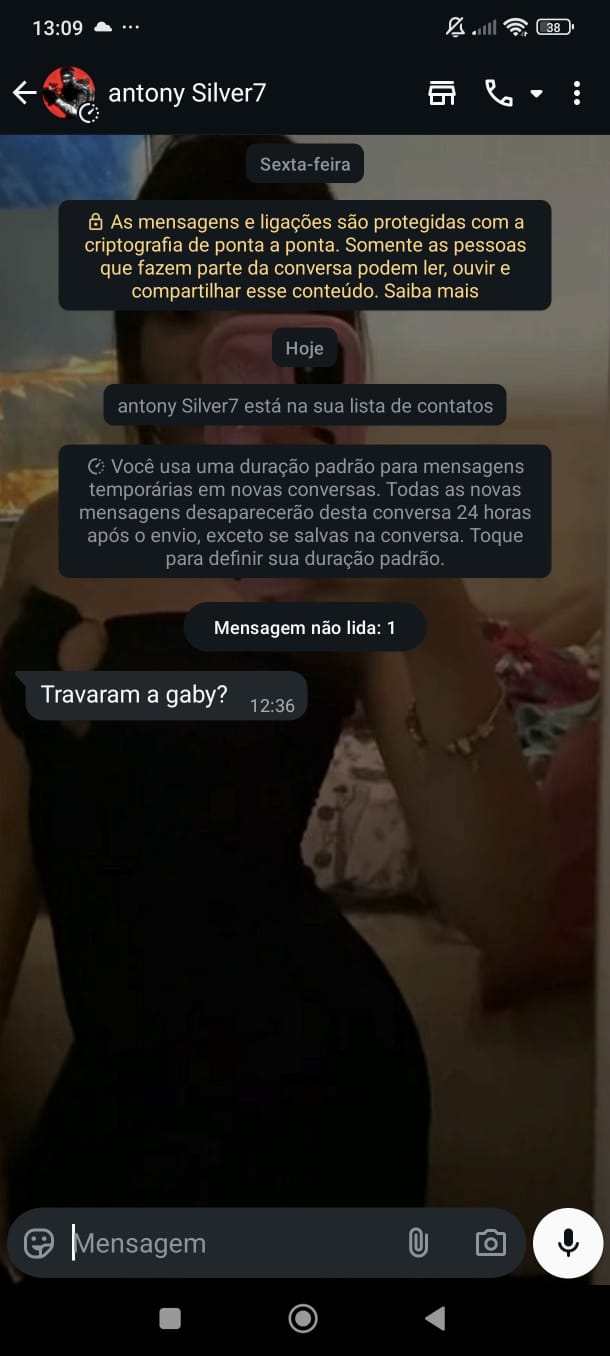 13:09
38
antony Silver7
Sexta-feira
As mensagens e ligações são protegidas com a
criptografia de ponta a ponta. Somente as pessoas
que fazem parte da conversa podem ler, ouvir e
compartilhar esse conteúdo. Saiba mais
Hoje
antony Silver7 está na sua lista de contatos
Você usa uma duração padrão para mensagens
temporárias em novas conversas. Todas as novas
mensagens desaparecerão desta conversa 24 horas
após o envio, exceto se salvas na conversa. Toque
para definir sua duração padrão.
Mensagem não lida: 1
Travaram a gaby?
12:36
Mensagem